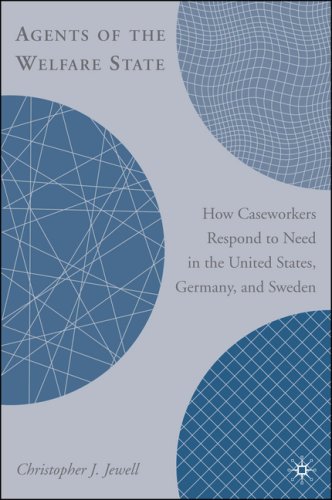 AGENTS OF THE
WELFARE STATE
How Caseworkers
Respond to Need
in the United States,
Germany, and Sweden
Christopher J. Jewell